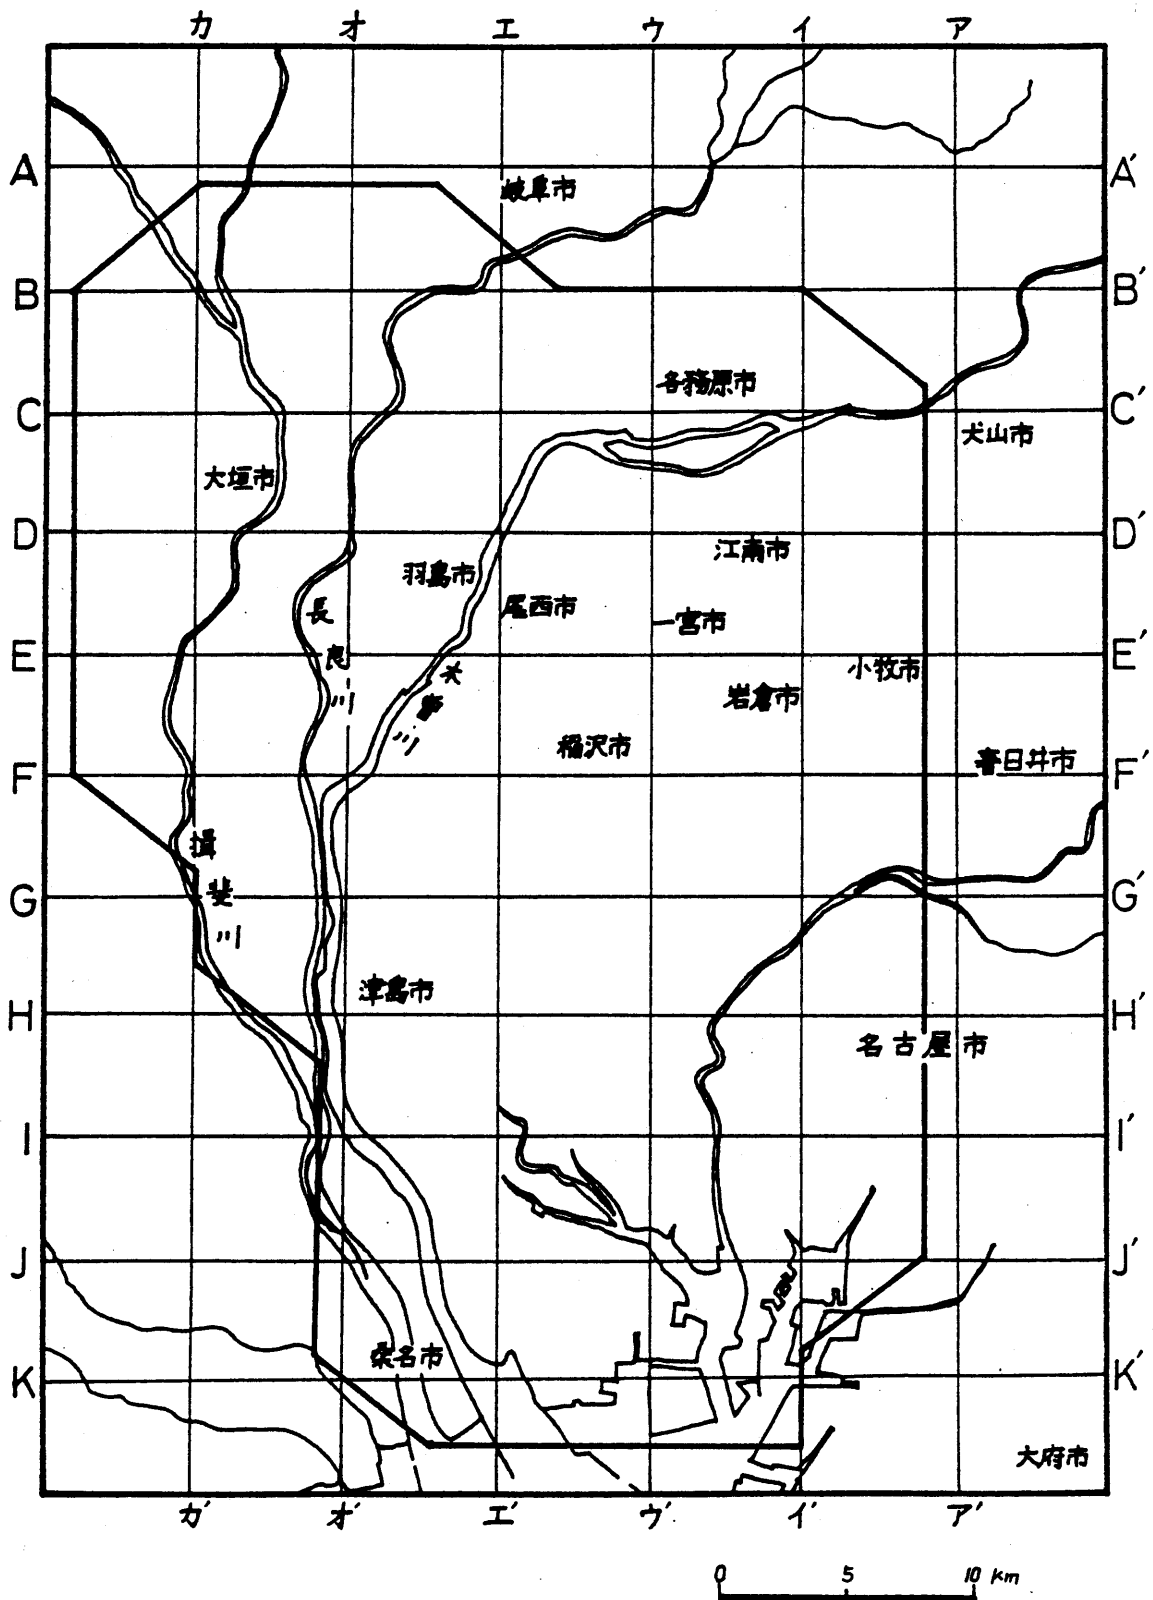 カ オ エ ウ イ ア
A A′
岐阜市
B B′
各務原市
C C′
犬山市
大垣市
D D′
江南市
羽島市
尾西市
長良川
一宮市
E E′
小牧市
木曽川
岩倉市
稲沢市
春日井市
F F′
揖斐川
G G′
津島市
H H′
名古屋市
I I′
J J′
桑名市
K K′
大府市
カ′ オ′ エ′ ウ′ イ′ ア′
0 5 10 Km